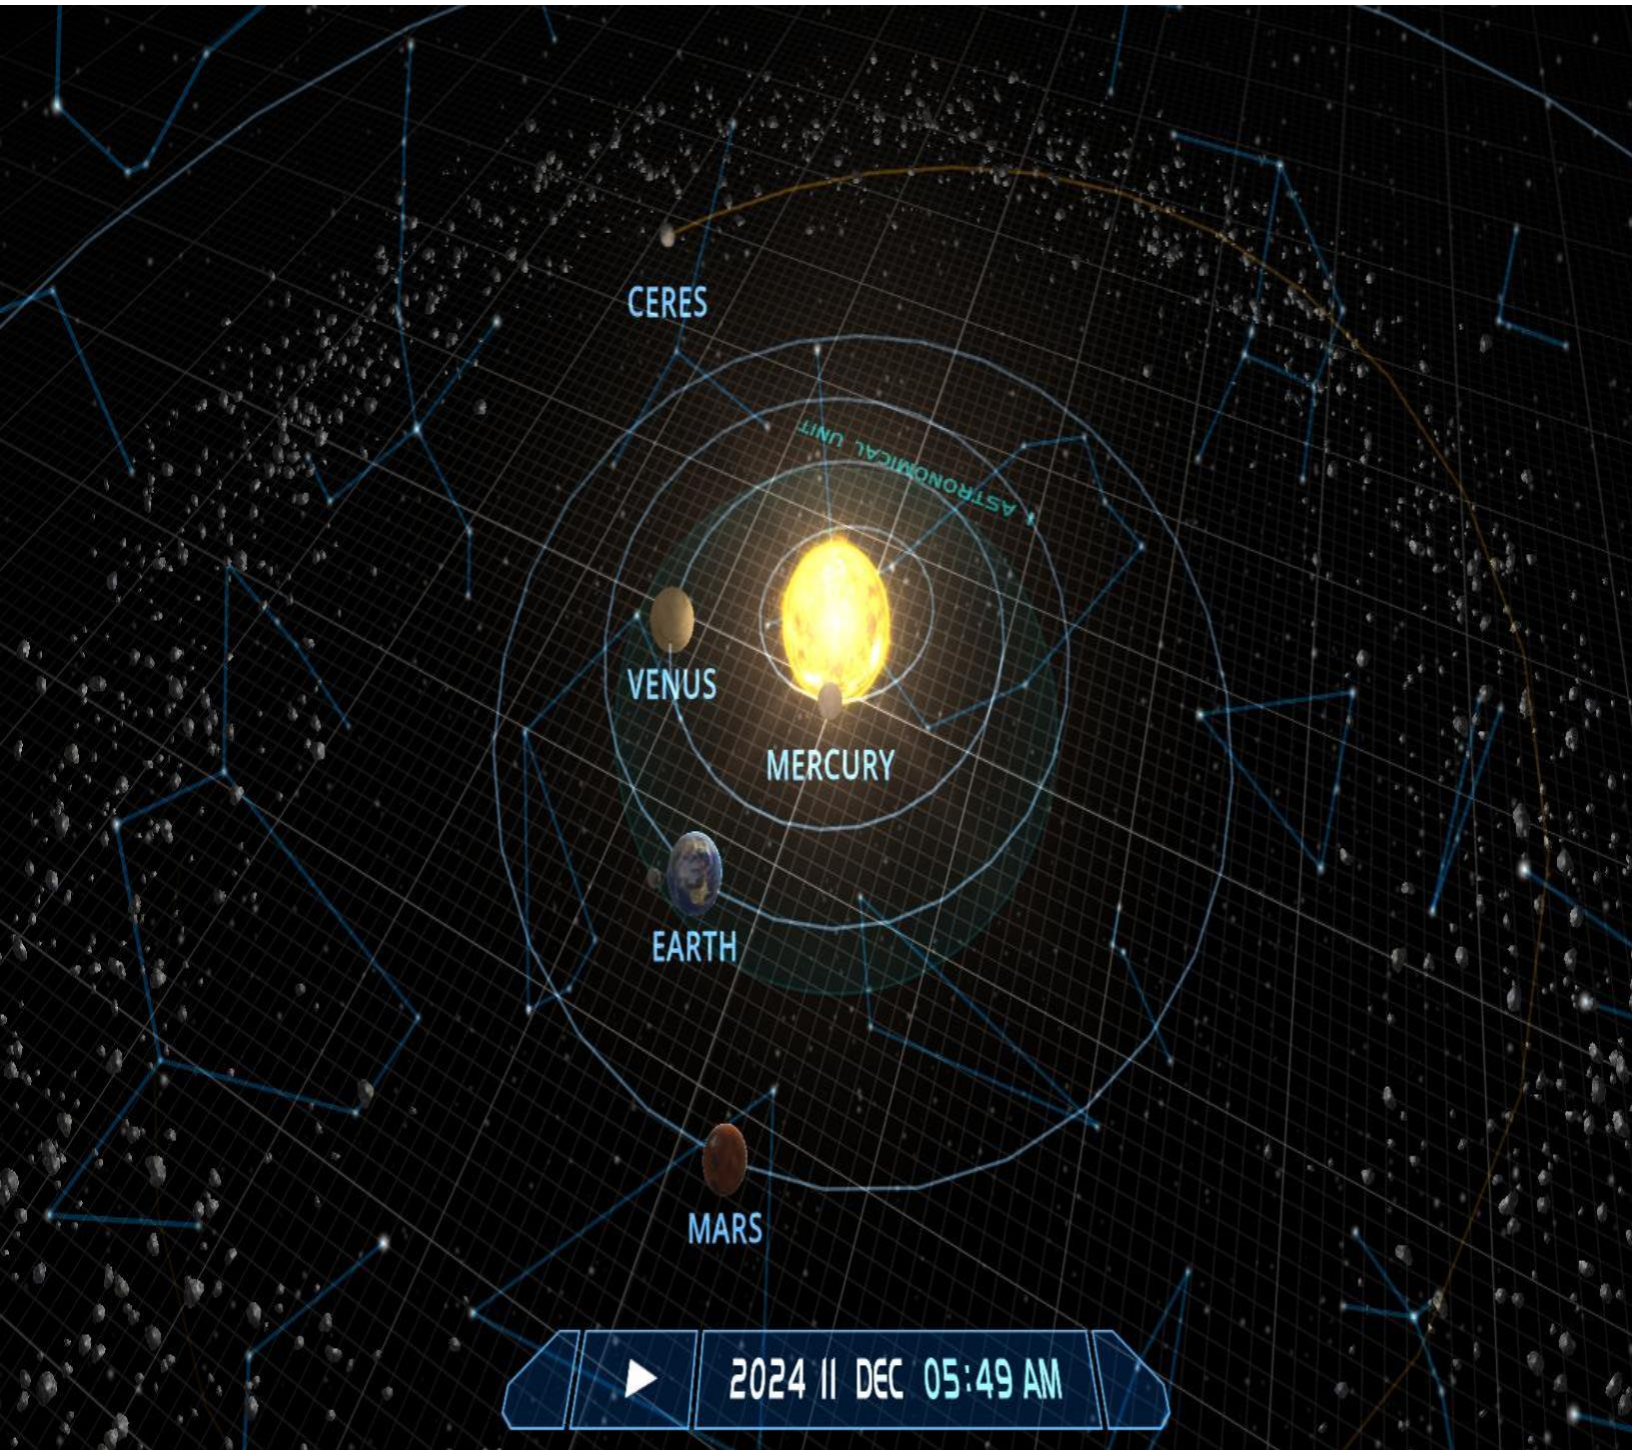 CERES
ASTRONOMICAL UNIT
VENUS
MERCURY
EARTH
MARS
2024 11 DEC 05:49 AM